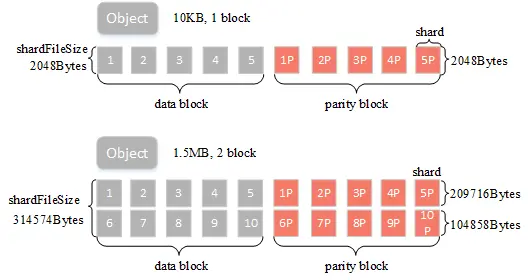 Object 10KB, 1 block
shard
shardFileSize
2048Bytes
1 2 3 4 5 1P 2P 3P 4P 5P 2048Bytes
data block parity block
Object 1.5MB, 2 block
shard
shardFileSize
314574Bytes
1 2 3 4 5 1P 2P 3P 4P 5P 209716Bytes
6 7 8 9 10 6P 7P 8P 9P 10P 104858Bytes
data block parity block